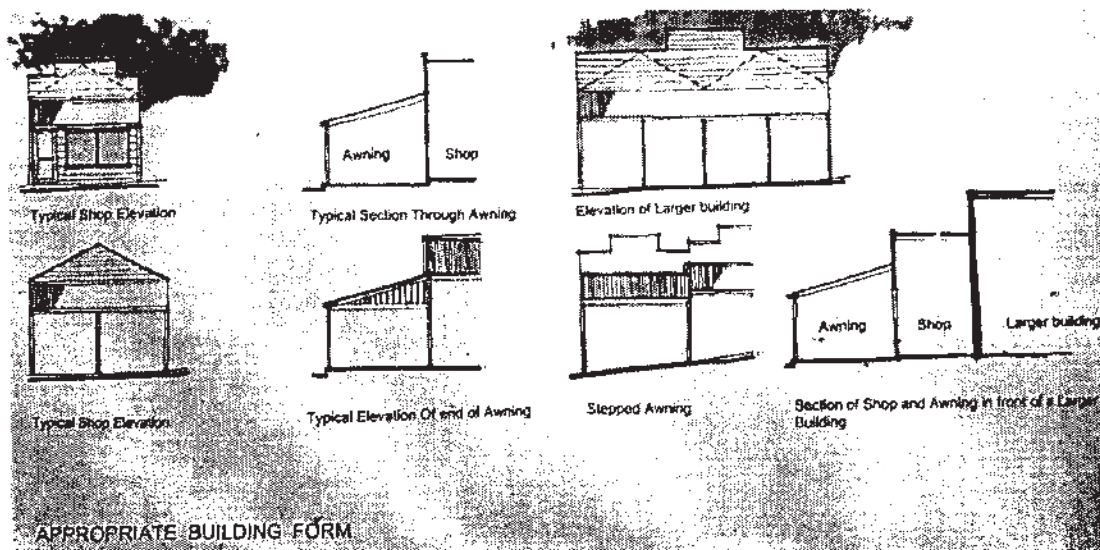 Awning Shop
Typical Shop Elevation
Typical Section Through Awning
Elevation of Larger building
Awning Shop Larger building
Typical Shop Elevation
Typical Elevation Of end of Awning
Stepped Awning
Section of Shop and Awning in front of a Larger
Building
APPROPRIATE BUILDING FORM